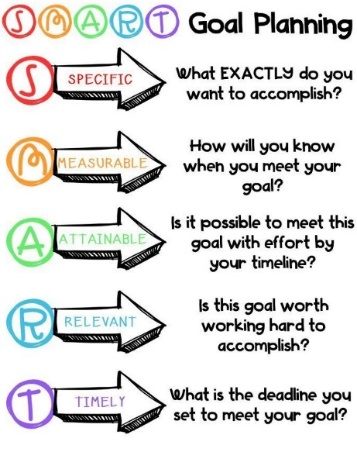 SMART Goal Planning
S SPECIFIC What EXACTLY do you
want to accomplish?
M MEASURABLE How will you know
when you meet your
goal?
A ATTAINABLE Is it possible to meet this
goal with effort by
your timeline?
R RELEVANT Is this goal worth
working hard to
accomplish?
T TIMELY What is the deadline you
set to meet your goal?